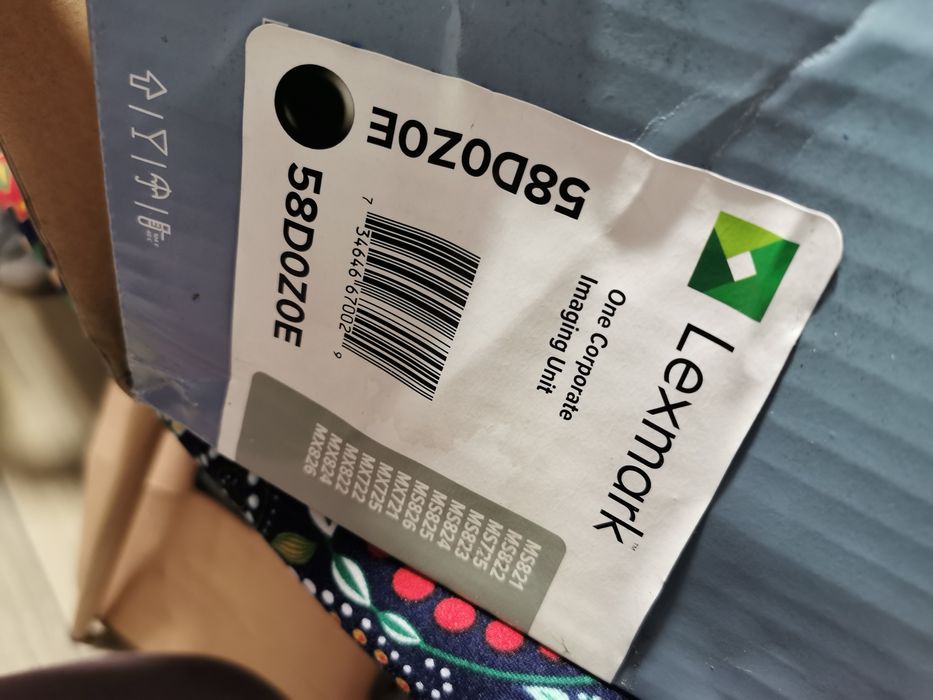 Lexmark™
One Corporate
Imaging Unit
58D0Z0E
7 34646 67002 9
58D0Z0E
MS821
MS822
MS725
MS823
MS824
MS825
MS826
MX721
MX725
MX722
MX822
MX824
MX826